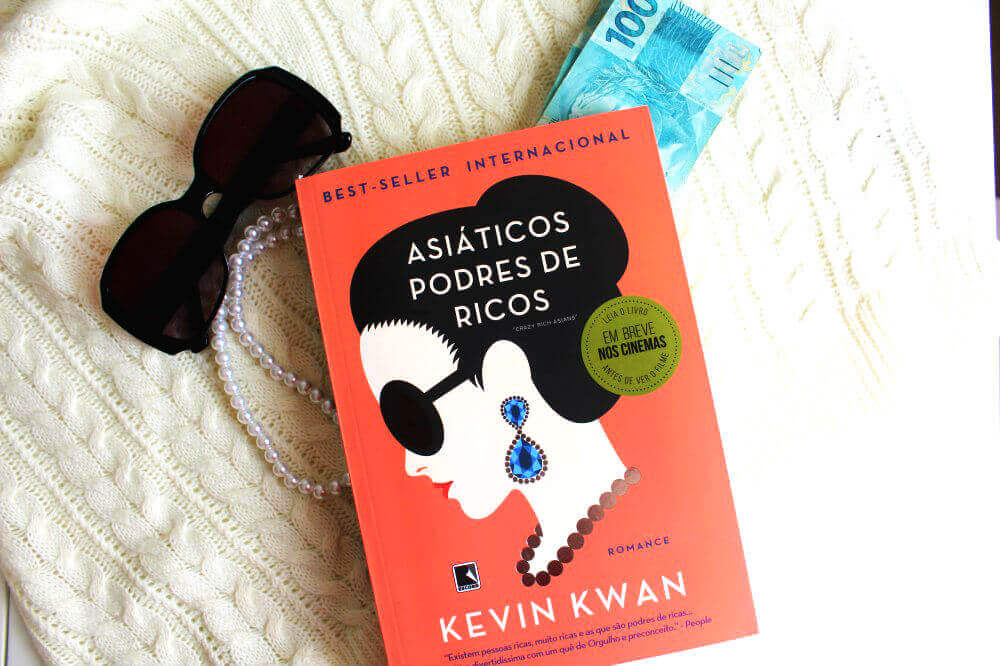 100
BEST-SELLER INTERNACIONAL
ASIÁTICOS
PODRES DE
RICOS
"CRAZY RICH ASIANS"
LEIA O LIVRO
EM BREVE
NOS CINEMAS
ANTES DE VER O FILME
ROMANCE
RECORD
KEVIN KWAN
"Existem pessoas ricas, muito ricas e as que são podres de ricas...
divertidíssima com um quê de Orgulho e preconceito." - People